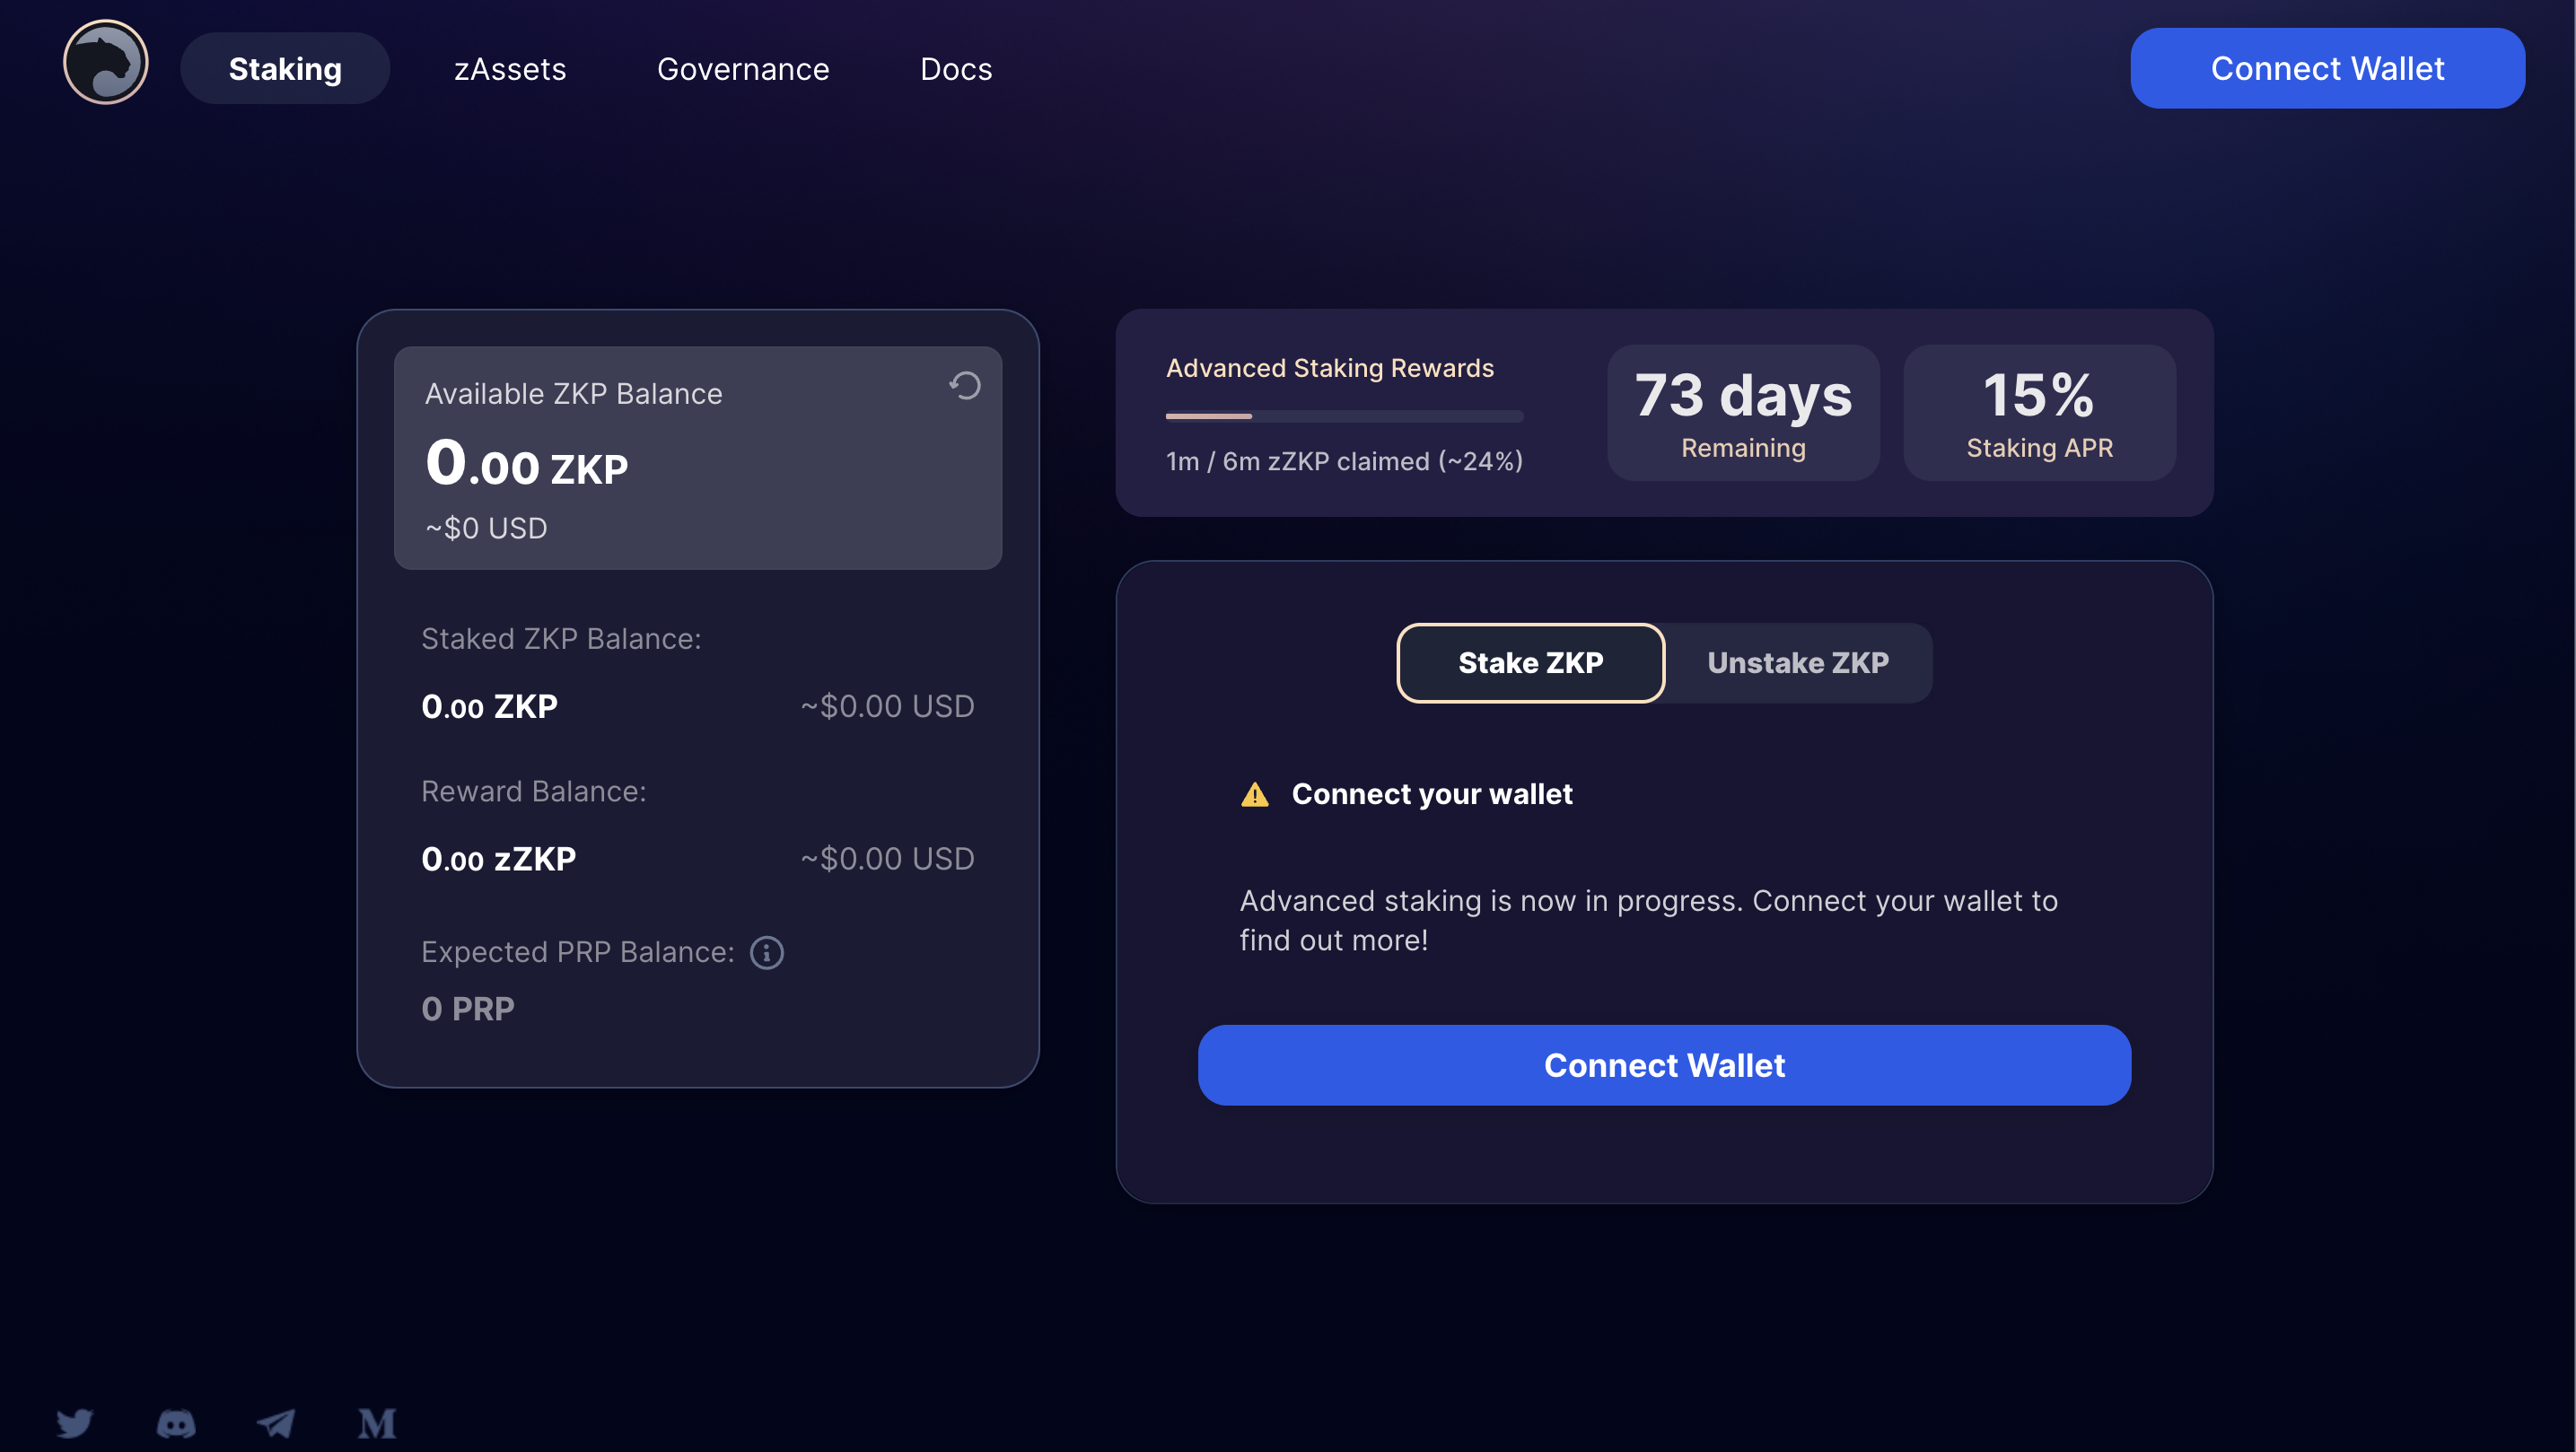 Staking
zAssets
Governance
Docs
Connect Wallet
Available ZKP Balance
0.00 ZKP
~$0 USD
Staked ZKP Balance:
0.00 ZKP ~$0.00 USD
Reward Balance:
0.00 zZKP ~$0.00 USD
Expected PRP Balance:
0 PRP
Advanced Staking Rewards
1m / 6m zZKP claimed (~24%)
73 days
Remaining
15%
Staking APR
Stake ZKP
Unstake ZKP
Connect your wallet
Advanced staking is now in progress. Connect your wallet to
find out more!
Connect Wallet